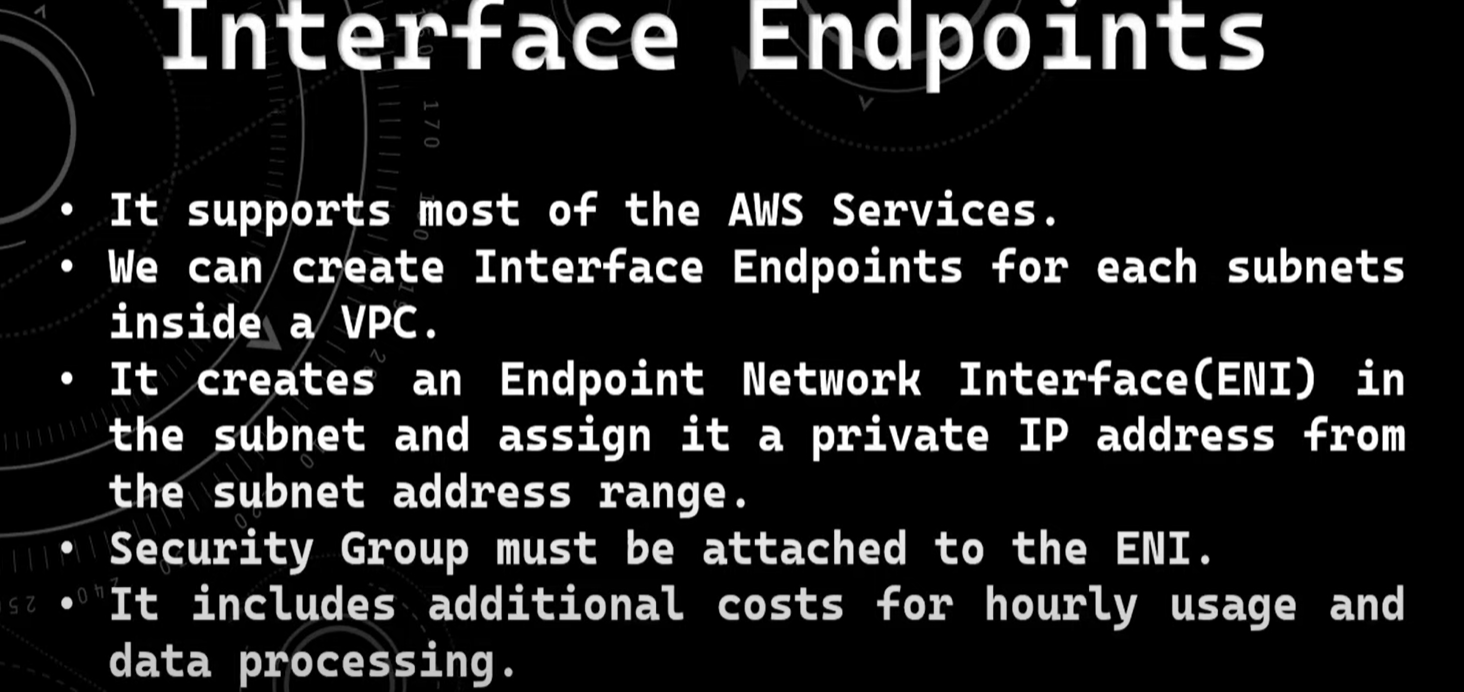 Interface Endpoints
• It supports most of the AWS Services.
• We can create Interface Endpoints for each subnets
inside a VPC.
• It creates an Endpoint Network Interface(ENI) in
the subnet and assign it a private IP address from
the subnet address range.
• Security Group must be attached to the ENI.
• It includes additional costs for hourly usage and
data processing.
170
240